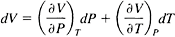 dV = (∂V/∂P)_T dP + (∂V/∂T)_P dT